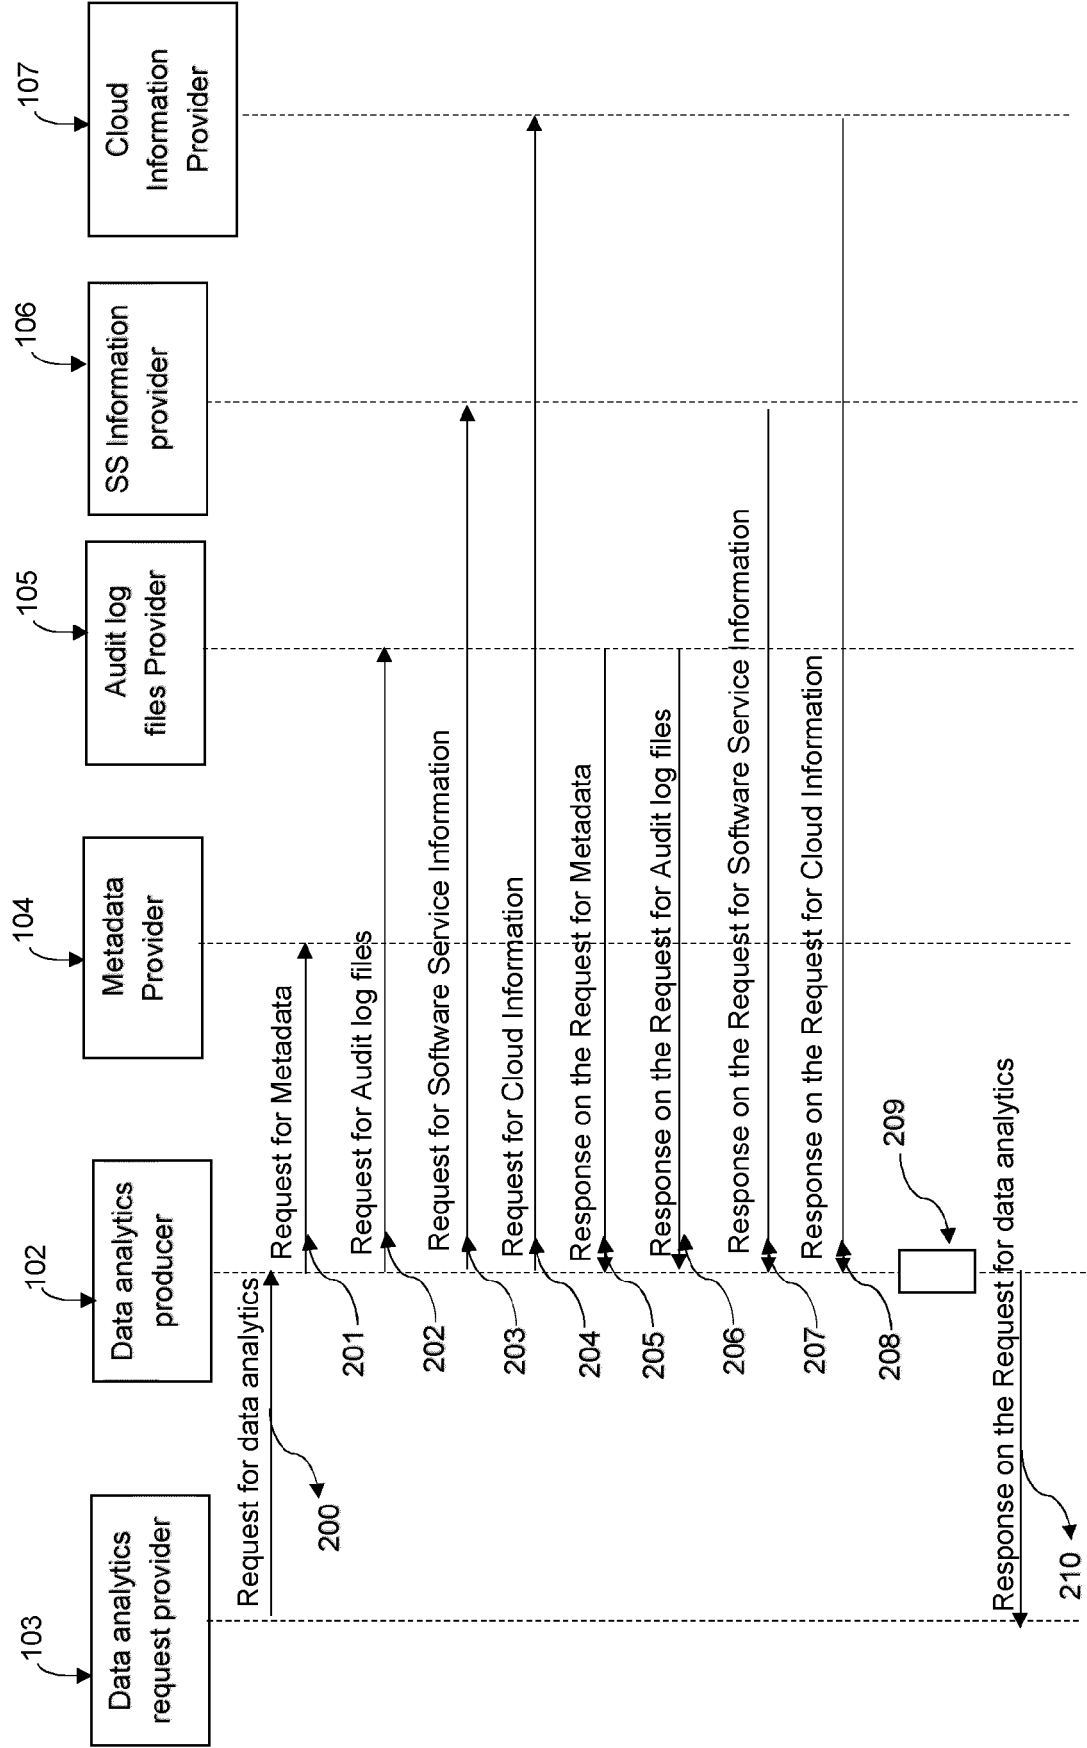 103
Data analytics
request provider
102
Data analytics
producer
104
Metadata
Provider
105
Audit log
files Provider
106
SS Information
provider
107
Cloud
Information
Provider
Request for data analytics
200
Request for Metadata
201
Request for Audit log files
202
Request for Software Service Information
203
Request for Cloud Information
204
Response on the Request for Metadata
205
Response on the Request for Audit log files
206
Response on the Request for Software Service Information
207
Response on the Request for Cloud Information
208
209
Response on the Request for data analytics
210